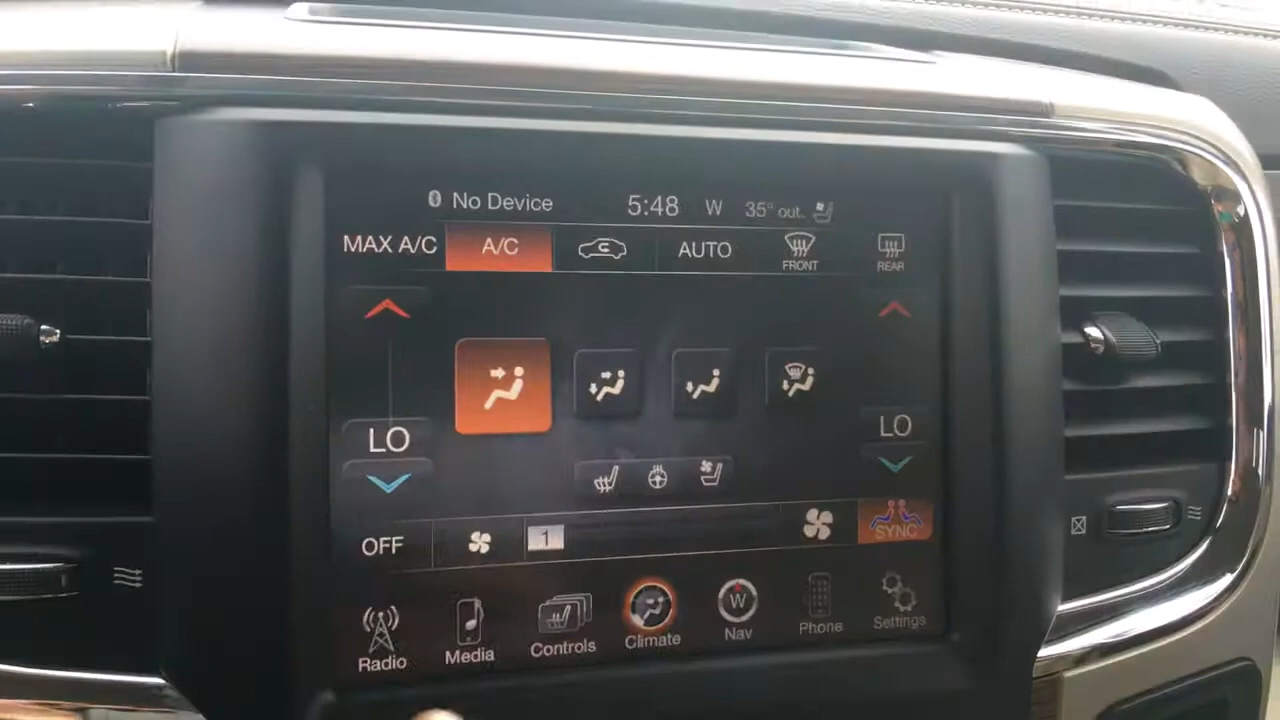 No Device 5:48 W 35° out.
MAX A/C A/C AUTO FRONT REAR
LO LO
OFF 1 SYNC
W
Radio Media Controls Climate Nav Phone Settings